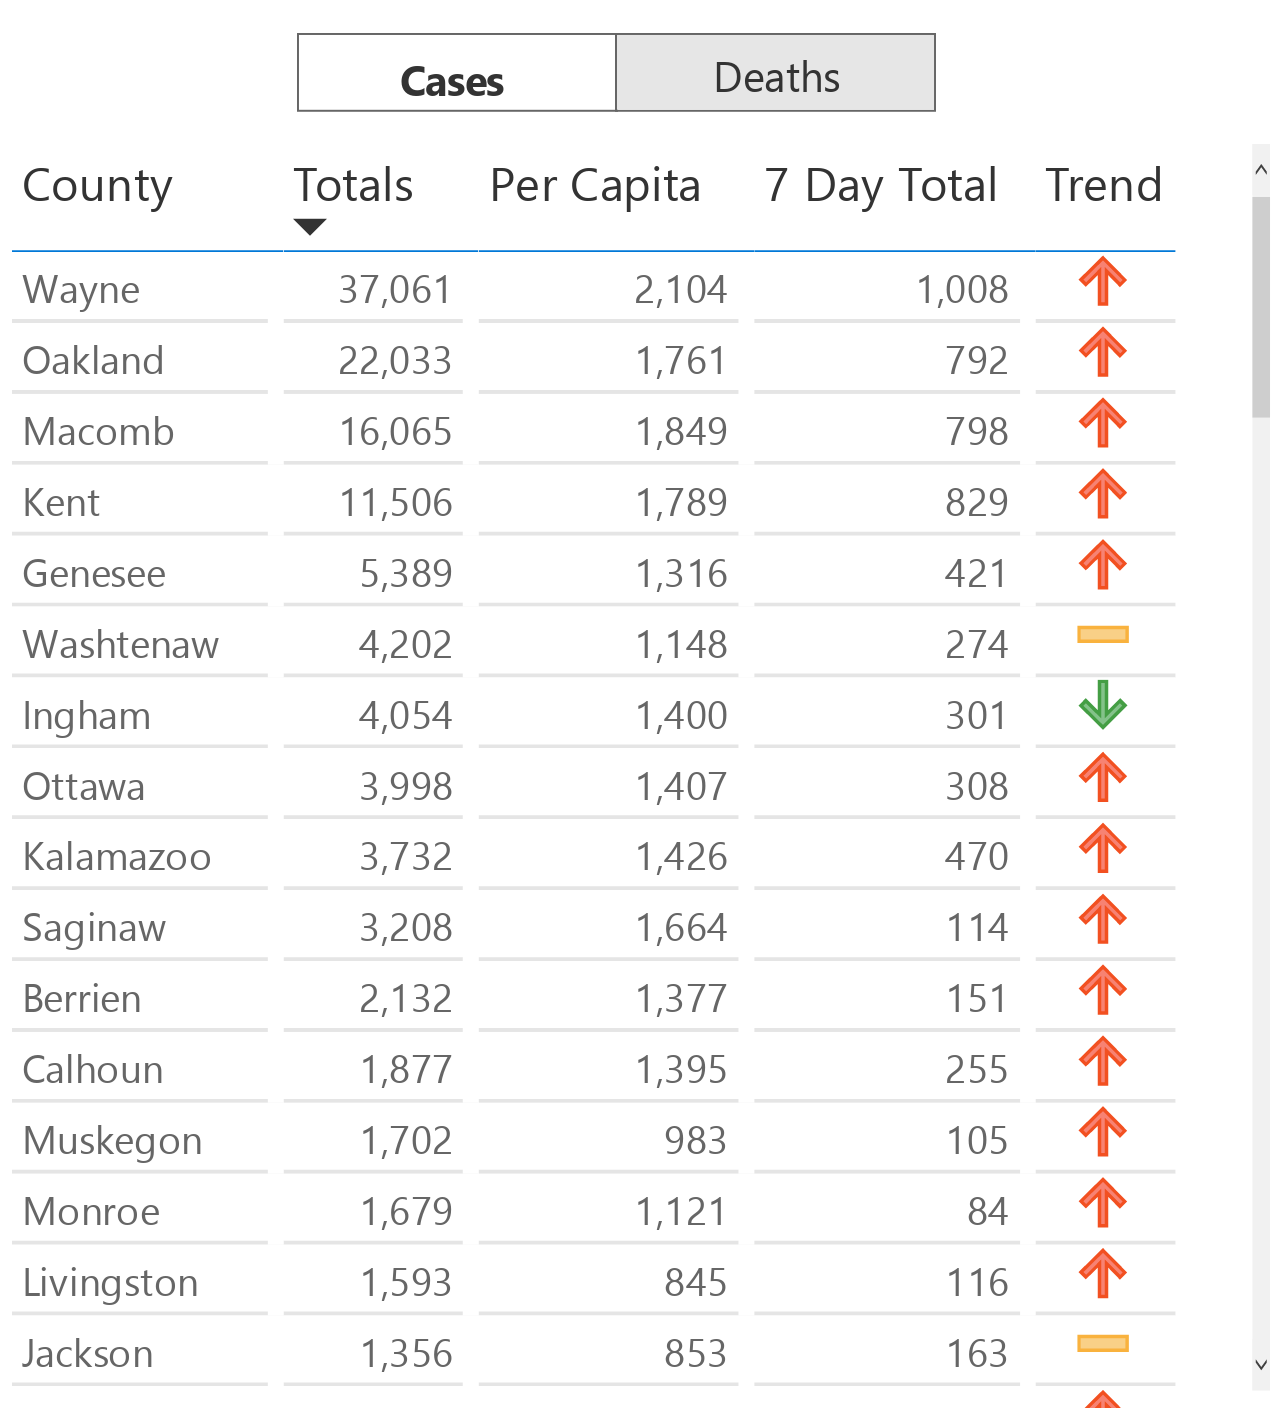 Cases Deaths
County Totals Per Capita 7 Day Total Trend
Wayne 37,061 2,104 1,008
Oakland 22,033 1,761 792
Macomb 16,065 1,849 798
Kent 11,506 1,789 829
Genesee 5,389 1,316 421
Washtenaw 4,202 1,148 274
Ingham 4,054 1,400 301
Ottawa 3,998 1,407 308
Kalamazoo 3,732 1,426 470
Saginaw 3,208 1,664 114
Berrien 2,132 1,377 151
Calhoun 1,877 1,395 255
Muskegon 1,702 983 105
Monroe 1,679 1,121 84
Livingston 1,593 845 116
Jackson 1,356 853 163